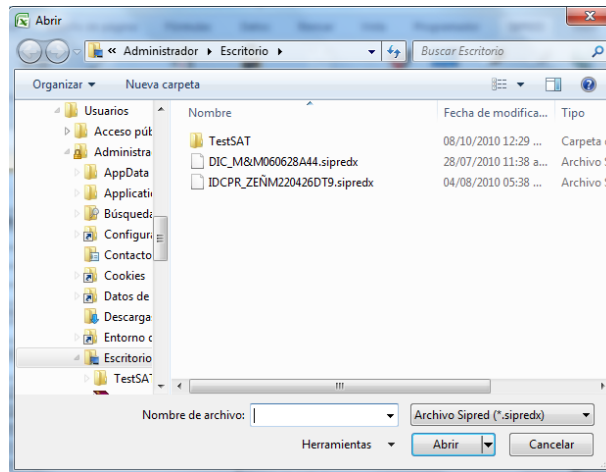 Abrir
« Administrador ▸ Escritorio ▸ Buscar Escritorio
Organizar ▾ Nueva carpeta
Usuarios
Acceso púb
Administra
AppData
Applicatio
Búsqueda
Configura
Contacto
Cookies
Datos de
Descarga
Entorno d
Escritorio
TestSAT
Nombre Fecha de modifica... Tipo
TestSAT 08/10/2010 12:29 ... Carpeta
DIC_M&M060628A44.sipredx 28/07/2010 11:38 a... Archivo
IDCPR_ZEÑM220426DT9.sipredx 04/08/2010 05:38 ... Archivo
Nombre de archivo: Archivo Sipred (*.sipredx)
Herramientas Abrir Cancelar